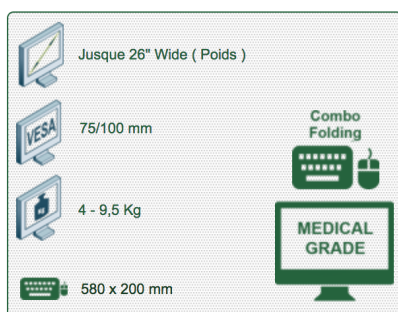 Jusque 26" Wide ( Poids )
VESA
75/100 mm
KG
4 - 9,5 Kg
580 x 200 mm
Combo
Folding
MEDICAL
GRADE